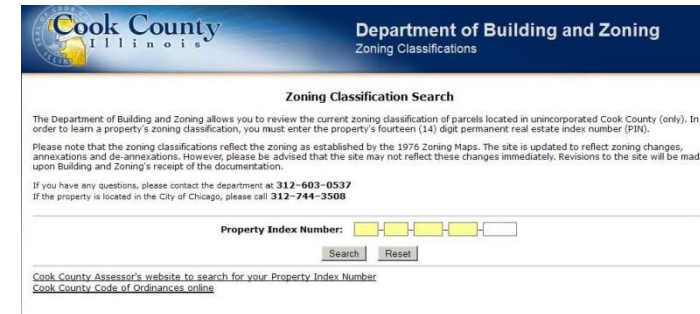 Cook County
Illinois
Department of Building and Zoning
Zoning Classifications
Zoning Classification Search
The Department of Building and Zoning allows you to review the current zoning classification of parcels located in unincorporated Cook County (only). In
order to learn a property's zoning classification, you must enter the property's fourteen (14) digit permanent real estate index number (PIN).
Please note that the zoning classifications reflect the zoning as established by the 1976 Zoning Maps. The site is updated to reflect zoning changes,
annexations and de-annexations. However, please be advised that the site may not reflect these changes immediately. Revisions to the site will be mad
upon Building and Zoning's receipt of the documentation.
If you have any questions, please contact the department at 312-603-0537
If the property is located in the City of Chicago, please call 312-744-3508
Property Index Number: - - - -
Search Reset
Cook County Assessor's website to search for your Property Index Number
Cook County Code of Ordinances online